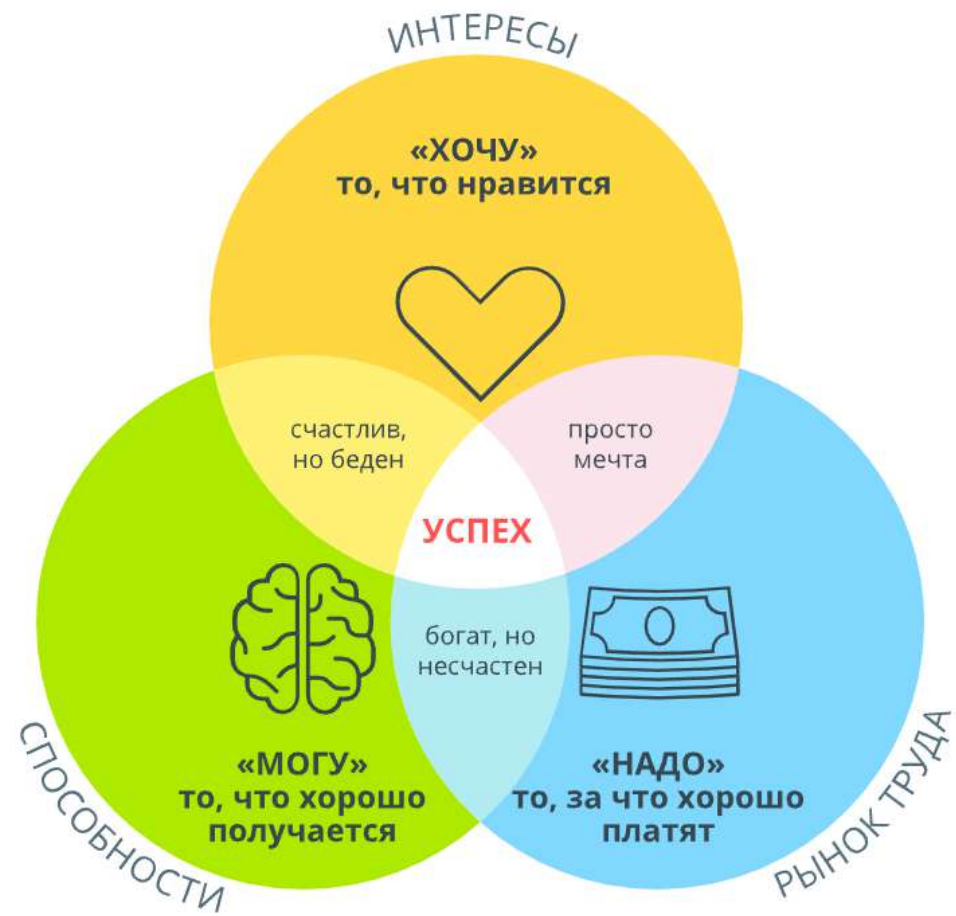 ИНТЕРЕСЫ
«ХОЧУ»
то, что нравится
счастлив,
но беден
просто
мечта
УСПЕХ
богат, но
несчастен
«МОГУ»
то, что хорошо
получается
«НАДО»
то, за что хорошо
платят
СПОСОБНОСТИ
РЫНОК ТРУДА